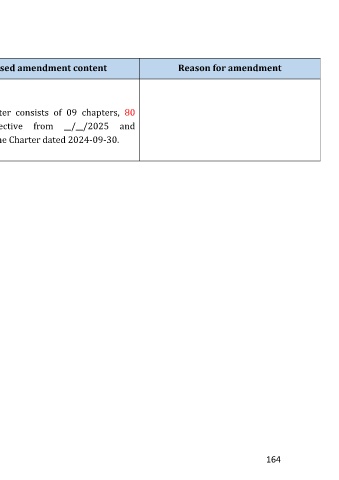 sed amendment content Reason for amendment
ter consists of 09 chapters, 80
ective from __/__/2025 and
he Charter dated 2024-09-30.
164